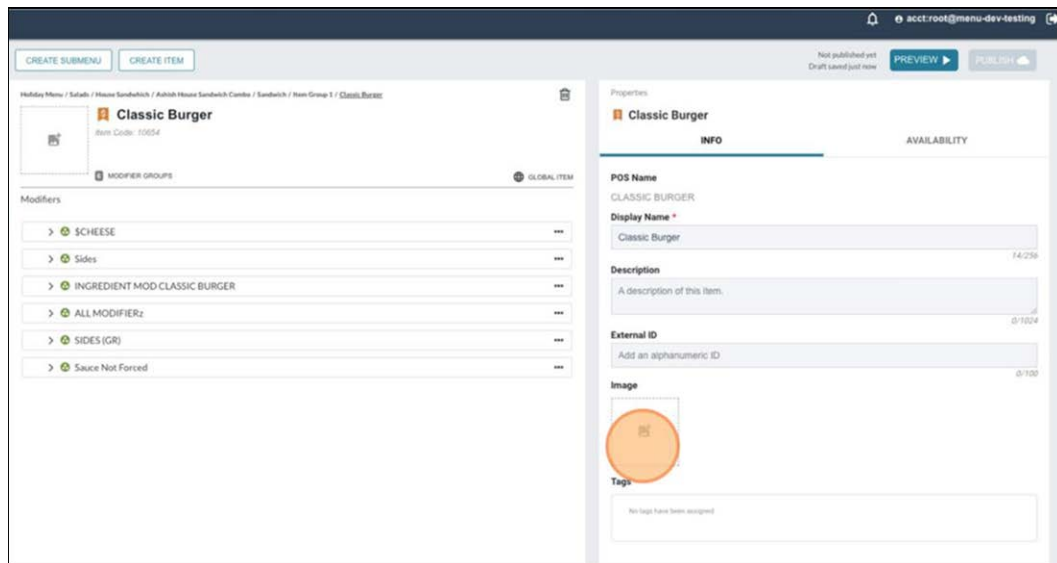 acct:root@menu-dev-testing
CREATE SUBMENU
CREATE ITEM
Not published yet
Draft saved just now
PREVIEW
PUBLISH
Holiday Menu / Salads / House Sandwhich / Ashish House Sandwich Combo / Sandwich / Item Group 1 / Classic Burger
Classic Burger
Item Code: 10654
MODIFIER GROUPS
GLOBAL ITEM
Modifiers
$CHEESE
Sides
INGREDIENT MOD CLASSIC BURGER
ALL MODIFIERz
SIDES (GR)
Sauce Not Forced
Properties
Classic Burger
INFO
AVAILABILITY
POS Name
CLASSIC BURGER
Display Name *
Classic Burger
14/256
Description
A description of this item.
0/1024
External ID
Add an alphanumeric ID
0/100
Image
Tags
No tags have been assigned